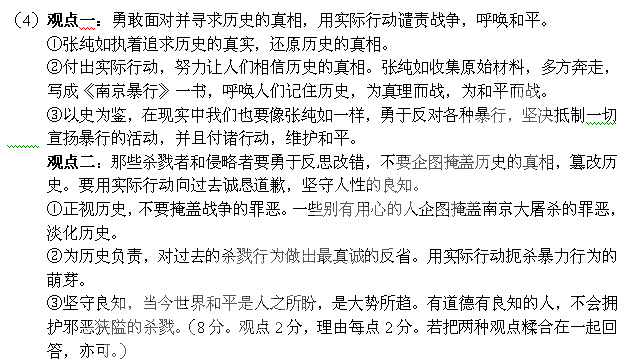 （4）观点一：勇敢面对并寻求历史的真相，用实际行动谴责战争，呼唤和平。
①张纯如执着追求历史的真实，还原历史的真相。
②付出实际行动，努力让人们相信历史的真相。张纯如收集原始材料，多方奔走，
写成《南京暴行》一书，呼唤人们记住历史，为真理而战，为和平而战。
③以史为鉴，在现实中我们也要像张纯如一样，勇于反对各种暴行，坚决抵制一切
宣扬暴行的活动，并且付诸行动，维护和平。
观点二：那些杀戮者和侵略者要勇于反思改错，不要企图掩盖历史的真相，篡改历
史。要用实际行动向过去诚恳道歉，坚守人性的良知。
①正视历史，不要掩盖战争的罪恶。一些别有用心的人企图掩盖南京大屠杀的罪恶，
淡化历史。
②为历史负责，对过去的杀戮行为做出最真诚的反省。用实际行动扼杀暴力行为的
萌芽。
③坚守良知，当今世界和平是人之所盼，是大势所趋。有道德有良知的人，不会拥
护邪恶狭隘的杀戮。（8分。观点2分，理由每点2分。若把两种观点糅合在一起回
答，亦可。）